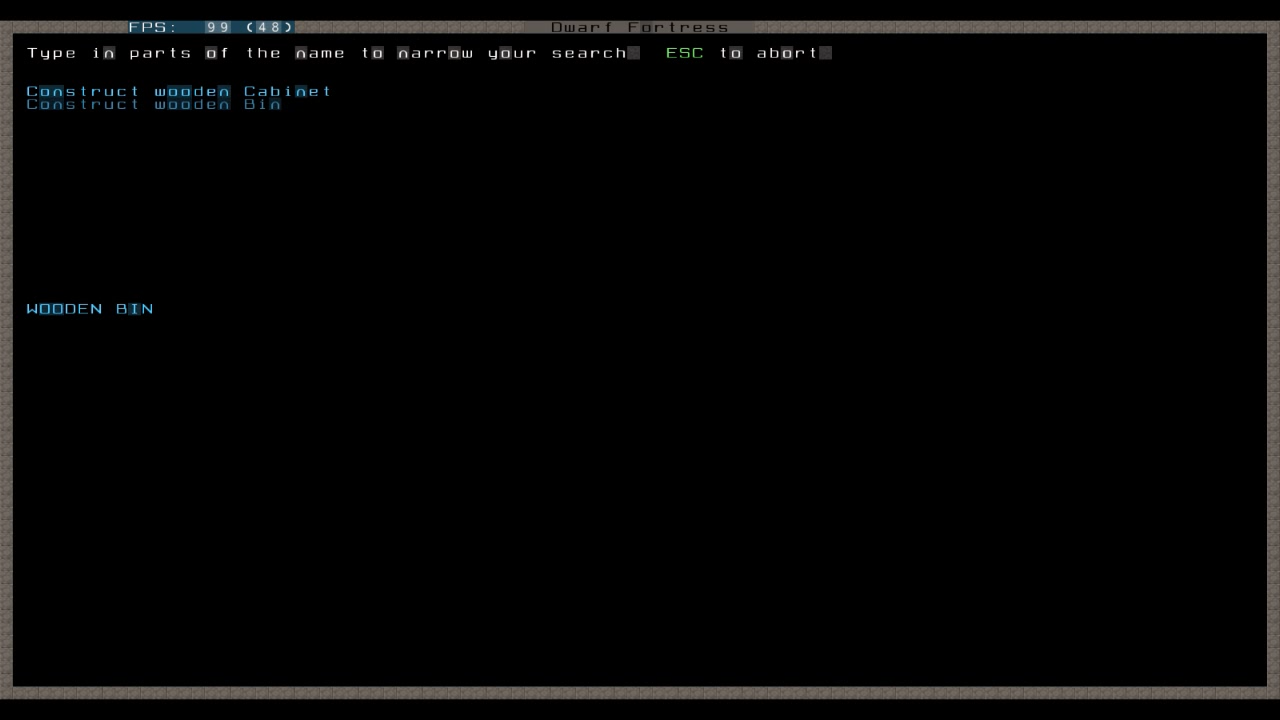 FPS: 99 (48) Dwarf Fortress
Type in parts of the name to narrow your search. ESC to abort.
Construct wooden Cabinet
Construct wooden Bin
WOODEN BIN